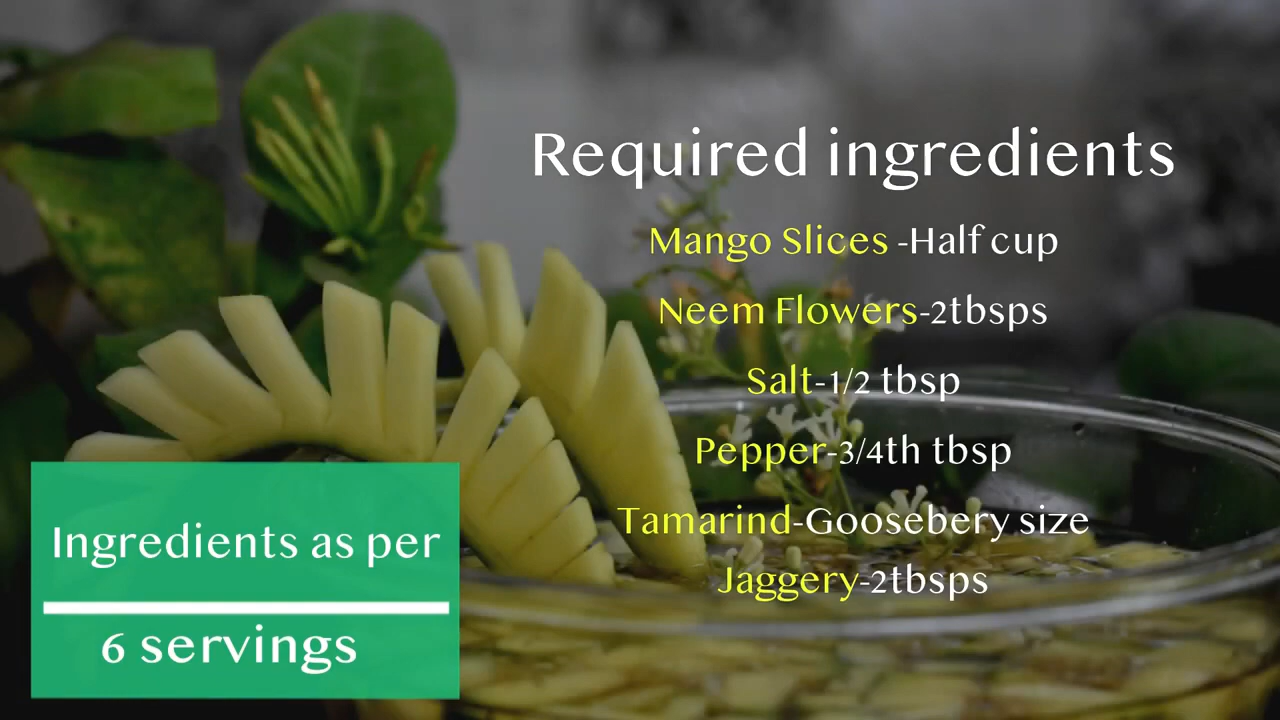 Required ingredients
Mango Slices -Half cup
Neem Flowers-2tbsps
Salt-1/2 tbsp
Pepper-3/4th tbsp
Tamarind-Goosebery size
Jaggery-2tbsps
Ingredients as per
6 servings